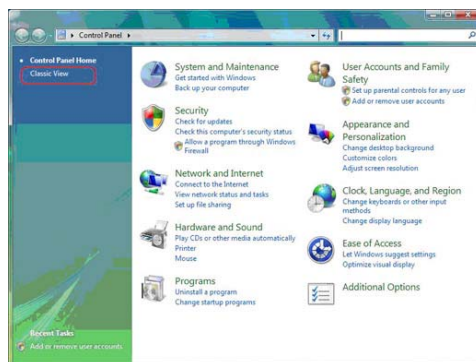 Control Panel
Control Panel Home
Classic View
System and Maintenance
Get started with Windows
Back up your computer
Security
Check for updates
Check this computer's security status
Allow a program through Windows
Firewall
Network and Internet
Connect to the Internet
View network status and tasks
Set up file sharing
Hardware and Sound
Play CDs or other media automatically
Printer
Mouse
Programs
Uninstall a program
Change startup programs
User Accounts and Family
Safety
Set up parental controls for any user
Add or remove user accounts
Appearance and
Personalization
Change desktop background
Customize colors
Adjust screen resolution
Clock, Language, and Region
Change keyboards or other input
methods
Change display language
Ease of Access
Let Windows suggest settings
Optimize visual display
Additional Options
Recent Tasks
Add or remove user accounts